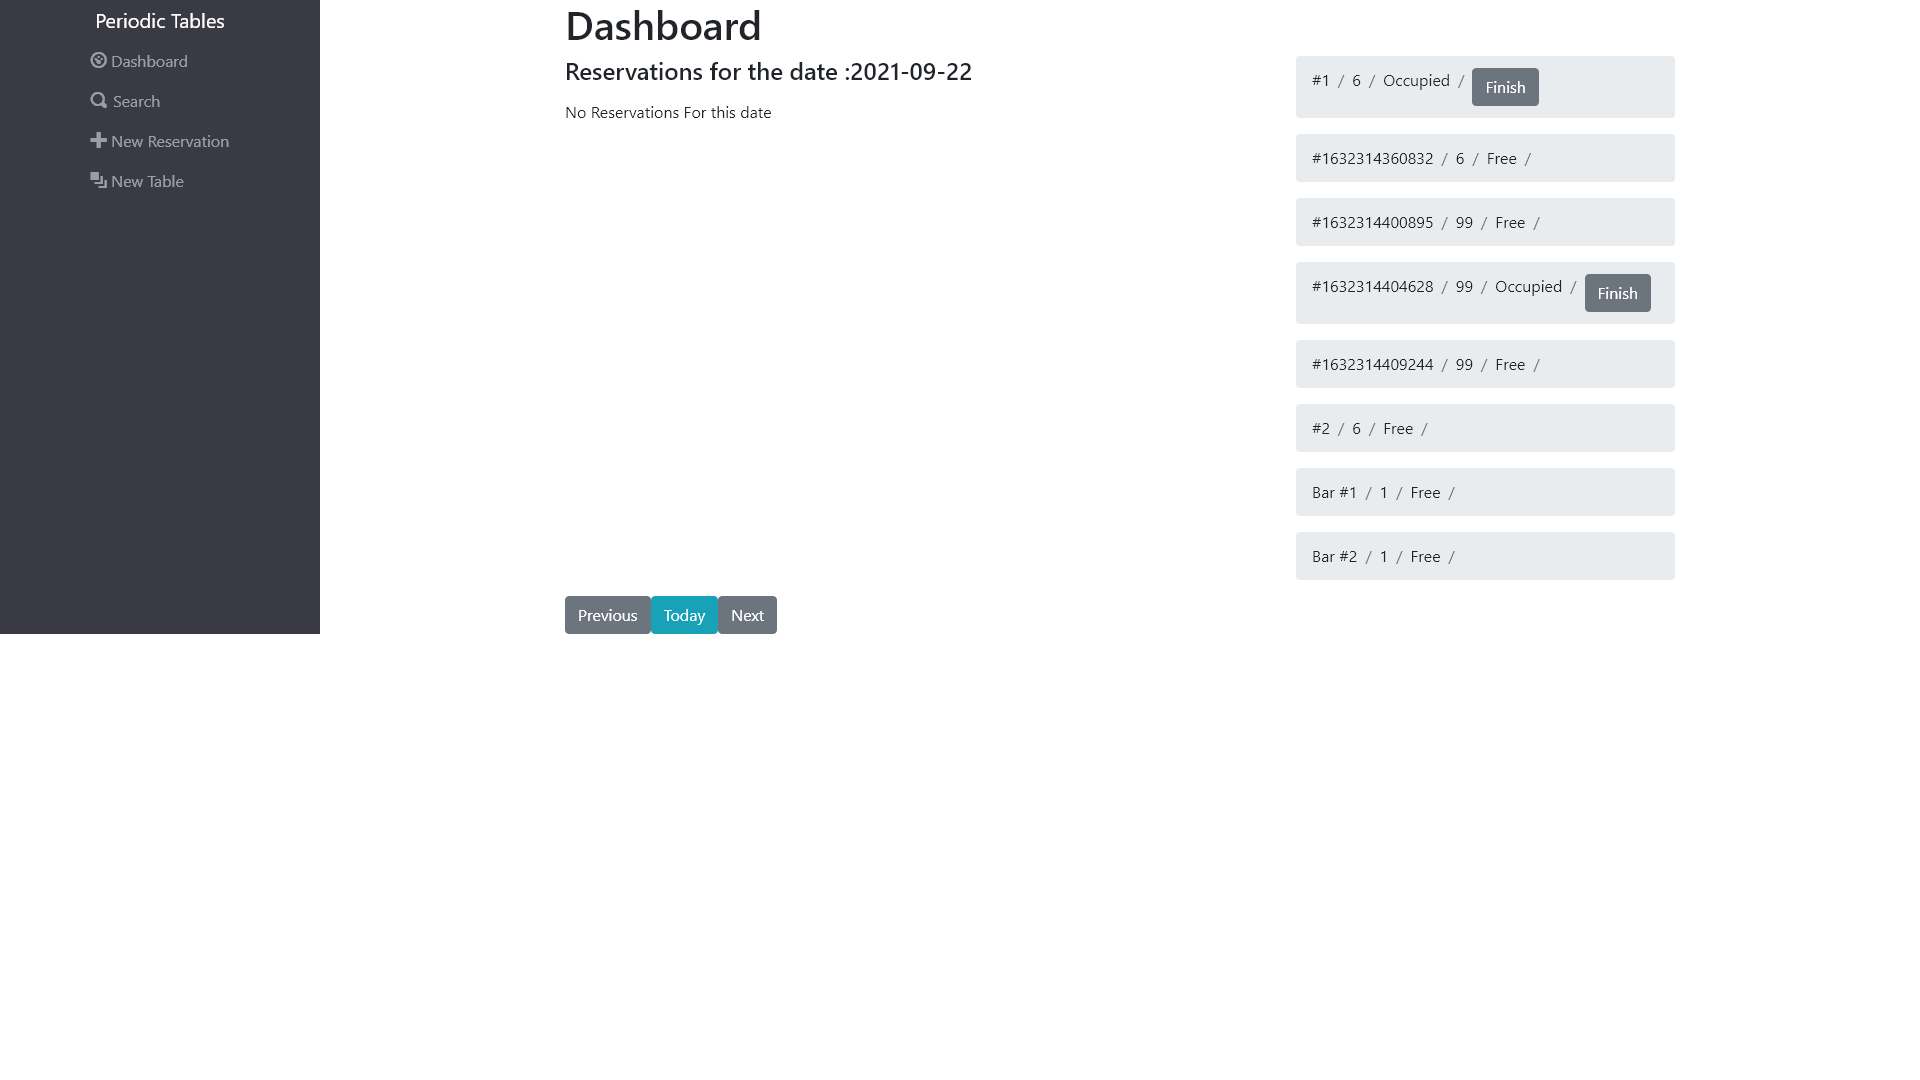 Periodic Tables
Dashboard
Search
New Reservation
New Table
Dashboard
Reservations for the date :2021-09-22
No Reservations For this date
#1 / 6 / Occupied / Finish
#1632314360832 / 6 / Free /
#1632314400895 / 99 / Free /
#1632314404628 / 99 / Occupied / Finish
#1632314409244 / 99 / Free /
#2 / 6 / Free /
Bar #1 / 1 / Free /
Bar #2 / 1 / Free /
Previous Today Next